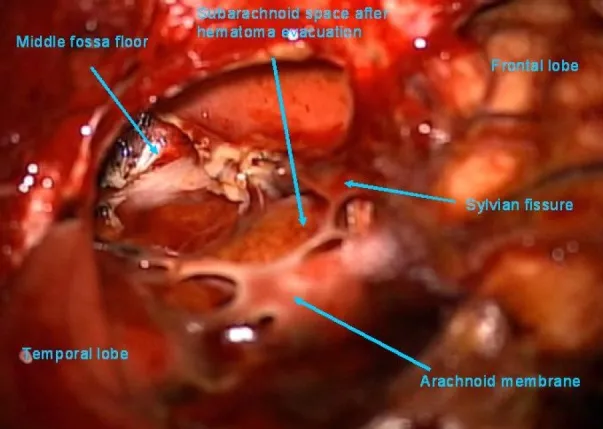 Subarachnoid space after
hematoma evacuation
Middle fossa floor
Frontal lobe
Sylvian fissure
Temporal lobe
Arachnoid membrane